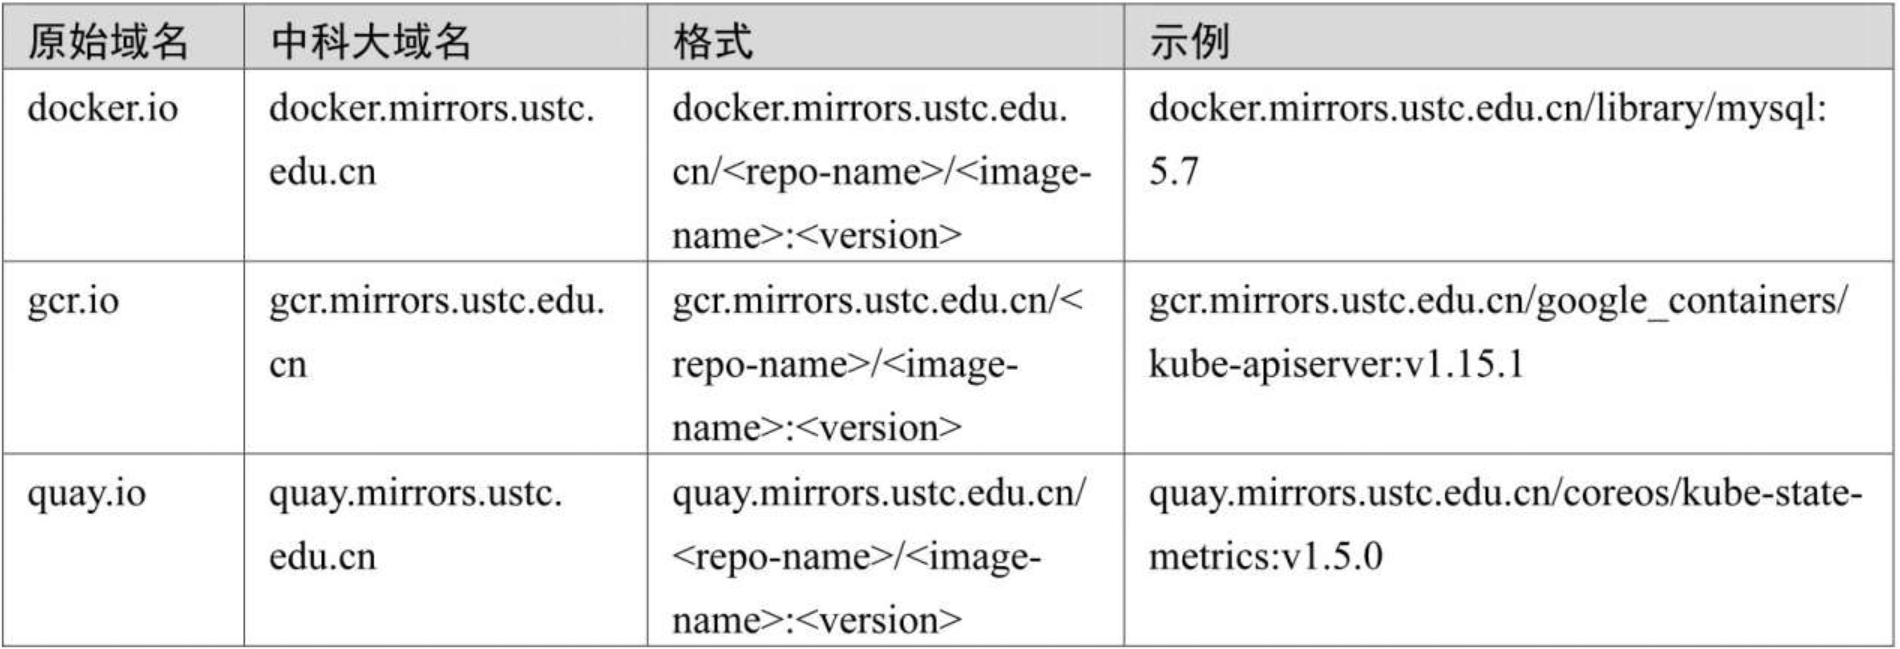 原始域名 中科大域名 格式 示例
docker.io docker.mirrors.ustc. docker.mirrors.ustc.edu. docker.mirrors.ustc.edu.cn/library/mysql:
edu.cn cn/<repo-name>/<image- 5.7
name>:<version>
gcr.io gcr.mirrors.ustc.edu. gcr.mirrors.ustc.edu.cn/< gcr.mirrors.ustc.edu.cn/google_containers/
cn repo-name>/<image- kube-apiserver:v1.15.1
name>:<version>
quay.io quay.mirrors.ustc. quay.mirrors.ustc.edu.cn/ quay.mirrors.ustc.edu.cn/coreos/kube-state-
edu.cn <repo-name>/<image- metrics:v1.5.0
name>:<version>